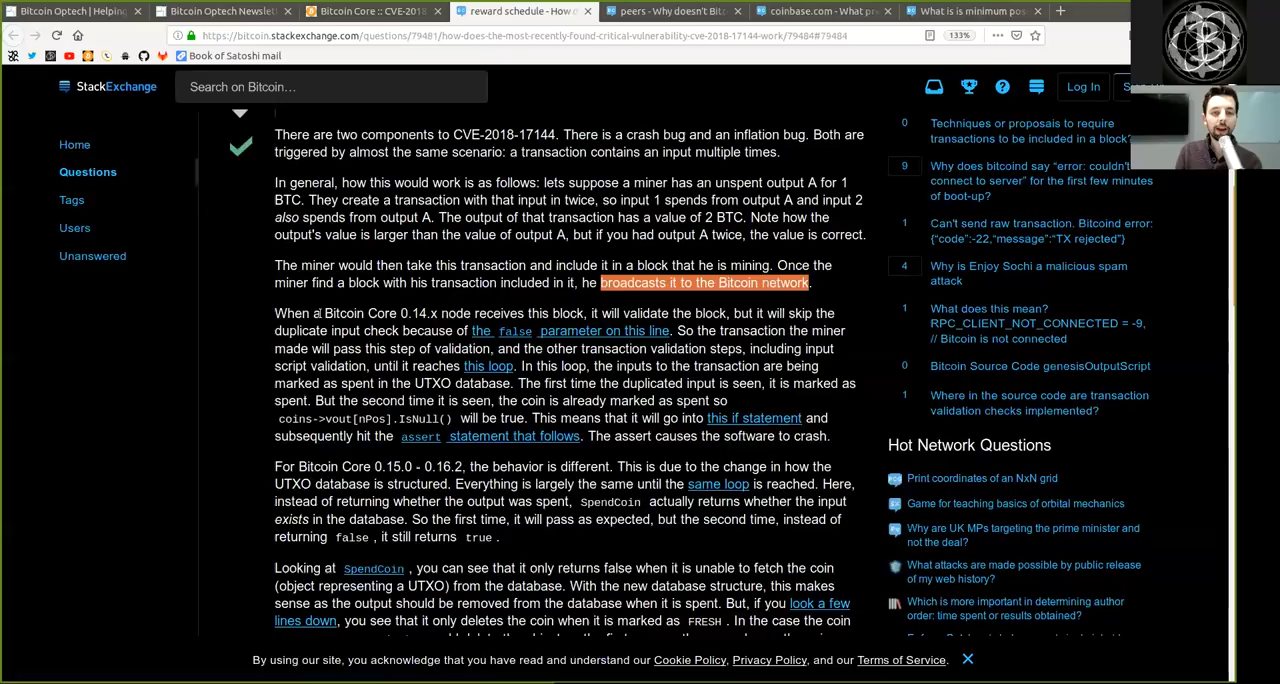 Bitcoin Optech | Helping
Bitcoin Optech Newslett
Bitcoin Core :: CVE-2018
reward schedule - How d
peers - Why doesn't Bitc
coinbase.com - What pr
What is is minimum pos
https://bitcoin.stackexchange.com/questions/79481/how-does-the-most-recently-found-critical-vulnerability-cve-2018-17144-work/79484#79484
133%
Book of Satoshi mail
StackExchange
Search on Bitcoin…
Log In
Home
Questions
Tags
Users
Unanswered
There are two components to CVE-2018-17144. There is a crash bug and an inflation bug. Both are
triggered by almost the same scenario: a transaction contains an input multiple times.
In general, how this would work is as follows: lets suppose a miner has an unspent output A for 1
BTC. They create a transaction with that input in twice, so input 1 spends from output A and input 2
also spends from output A. The output of that transaction has a value of 2 BTC. Note how the
output's value is larger than the value of output A, but if you had output A twice, the value is correct.
The miner would then take this transaction and include it in a block that he is mining. Once the
miner find a block with his transaction included in it, he broadcasts it to the Bitcoin network.
When a Bitcoin Core 0.14.x node receives this block, it will validate the block, but it will skip the
duplicate input check because of the false parameter on this line. So the transaction the miner
made will pass this step of validation, and the other transaction validation steps, including input
script validation, until it reaches this loop. In this loop, the inputs to the transaction are being
marked as spent in the UTXO database. The first time the duplicated input is seen, it is marked as
spent. But the second time it is seen, the coin is already marked as spent so
coins->vout[nPos].IsNull() will be true. This means that it will go into this if statement and
subsequently hit the assert statement that follows. The assert causes the software to crash.
For Bitcoin Core 0.15.0 - 0.16.2, the behavior is different. This is due to the change in how the
UTXO database is structured. Everything is largely the same until the same loop is reached. Here,
instead of returning whether the output was spent, SpendCoin actually returns whether the input
exists in the database. So the first time, it will pass as expected, but the second time, instead of
returning false, it still returns true.
Looking at SpendCoin, you can see that it only returns false when it is unable to fetch the coin
(object representing a UTXO) from the database. With the new database structure, this makes
sense as the output should be removed from the database when it is spent. But, if you look a few
lines down, you see that it only deletes the coin when it is marked as FRESH. In the case the coin
0
Techniques or proposals to require
transactions to be included in a block?
9
Why does bitcoind say “error: couldn't
connect to server” for the first few minutes
of boot-up?
1
Can't send raw transaction. Bitcoind error:
{“code”:-22,”message”:“TX rejected”}
4
Why is Enjoy Sochi a malicious spam
attack
1
What does this mean?
RPC_CLIENT_NOT_CONNECTED = -9,
// Bitcoin is not connected
0
Bitcoin Source Code genesisOutputScript
1
Where in the source code are transaction
validation checks implemented?
Hot Network Questions
Print coordinates of an NxN grid
Game for teaching basics of orbital mechanics
Why are UK MPs targeting the prime minister and
not the deal?
What attacks are made possible by public release
of my web history?
Which is more important in determining author
order: time spent or results obtained?
By using our site, you acknowledge that you have read and understand our Cookie Policy, Privacy Policy, and our Terms of Service.